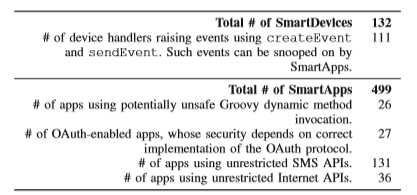 Total # of SmartDevices 132
# of device handlers raising events using createEvent 111
and sendEvent. Such events can be snooped on by
SmartApps.
Total # of SmartApps 499
# of apps using potentially unsafe Groovy dynamic method 26
invocation.
# of OAuth-enabled apps, whose security depends on correct 27
implementation of the OAuth protocol.
# of apps using unrestricted SMS APIs. 131
# of apps using unrestricted Internet APIs. 36